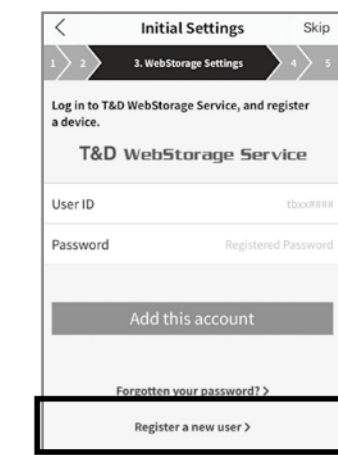 Initial Settings Skip
1 2 3. WebStorage Settings 4 5
Log in to T&D WebStorage Service, and register
a device.
T&D WebStorage Service
User ID tbxx####
Password Registered Password
Add this account
Forgotten your password?
Register a new user